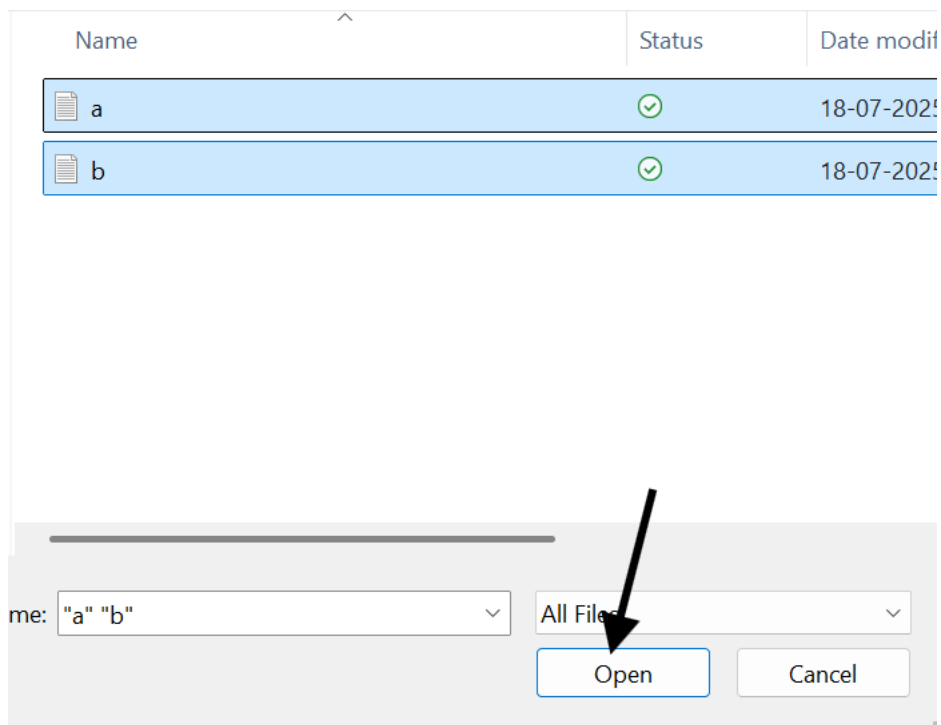 Name Status Date modif
a 18-07-2025
b 18-07-2025
me: "a" "b" All Files
Open Cancel